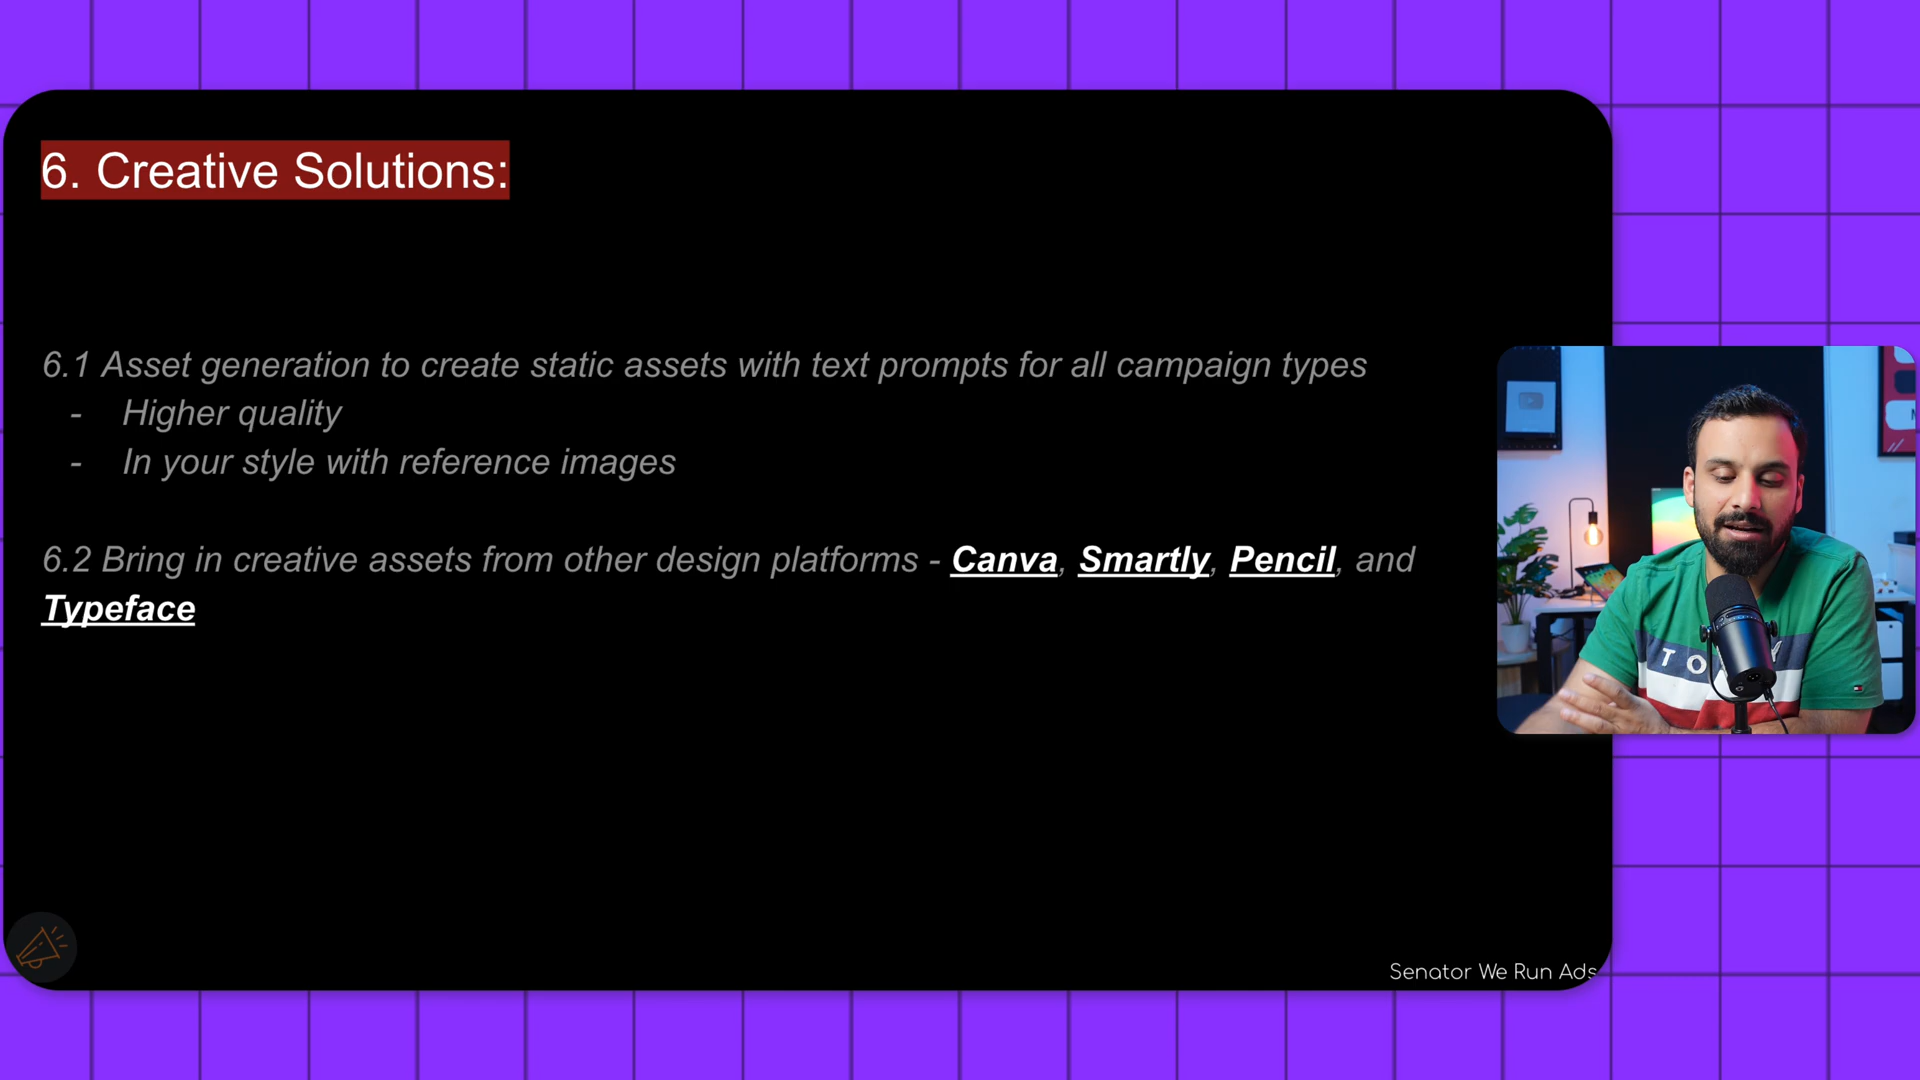 6. Creative Solutions:
6.1 Asset generation to create static assets with text prompts for all campaign types
- Higher quality
- In your style with reference images
6.2 Bring in creative assets from other design platforms - Canva, Smartly, Pencil, and
Typeface
Senator We Run Ads